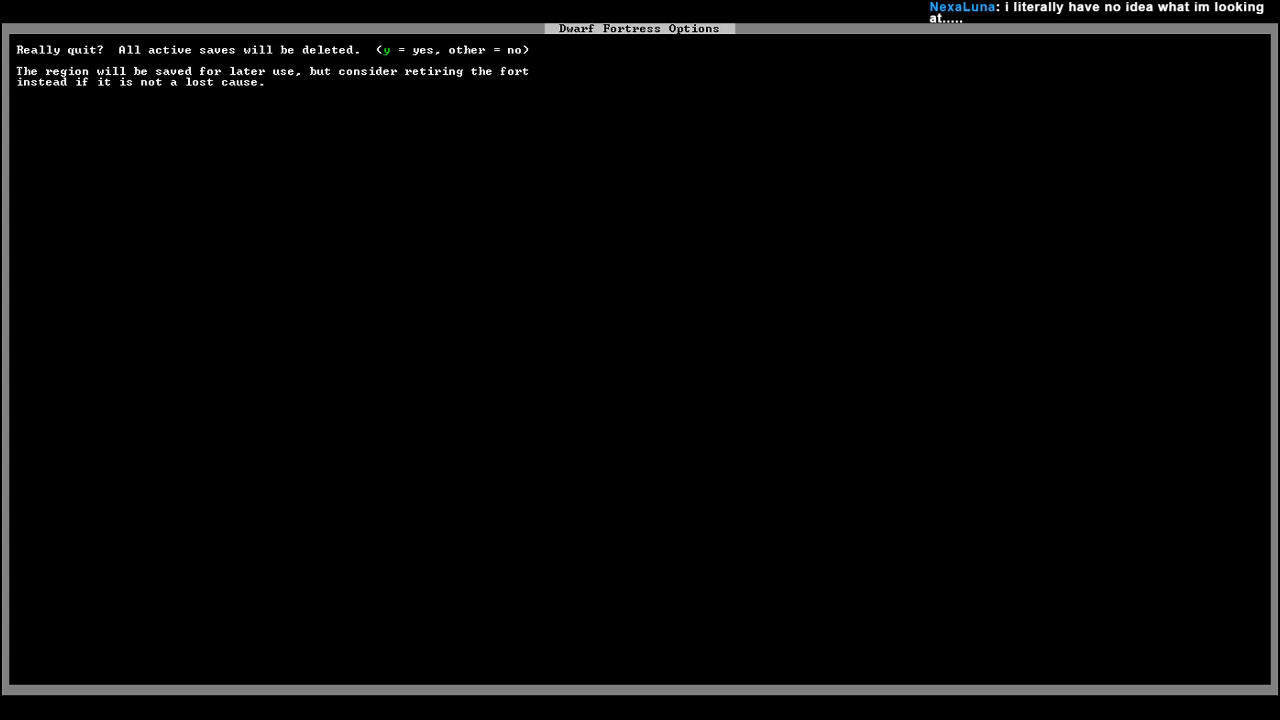 NexaLuna: i literally have no idea what im looking
at.....
Dwarf Fortress Options
Really quit?  All active saves will be deleted.  (y = yes, other = no)
The region will be saved for later use, but consider retiring the fort
instead if it is not a lost cause.